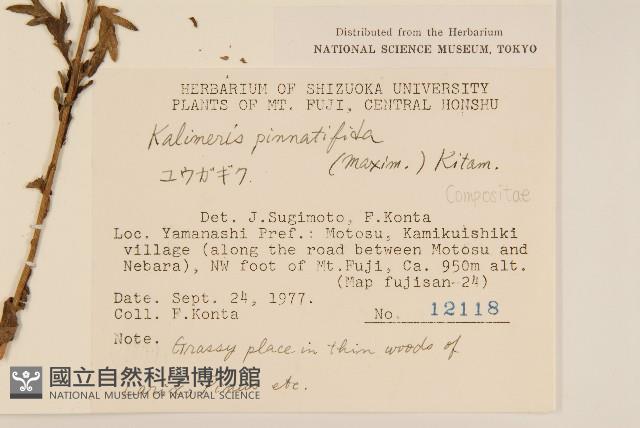 Distributed from the Herbarium
NATIONAL SCIENCE MUSEUM, TOKYO
HERBARIUM OF SHIZUOKA UNIVERSITY
PLANTS OF MT. FUJI, CENTRAL HONSHU
Kalimeris pinnatifida
(Maxim.) Kitam.
ユウガギク.
Compositae
Det. J.Sugimoto, F.Konta
Loc. Yamanashi Pref.: Motosu, Kamikuishiki
village (along the road between Motosu and
Nebara), NW foot of Mt.Fuji, Ca. 950m alt.
(Map fujisan-24)
Date. Sept. 24, 1977.
Coll. F.Konta
No. 12118
Note. Grassy place in thin woods of
etc.
國立自然科學博物館
NATIONAL MUSEUM OF NATURAL SCIENCE